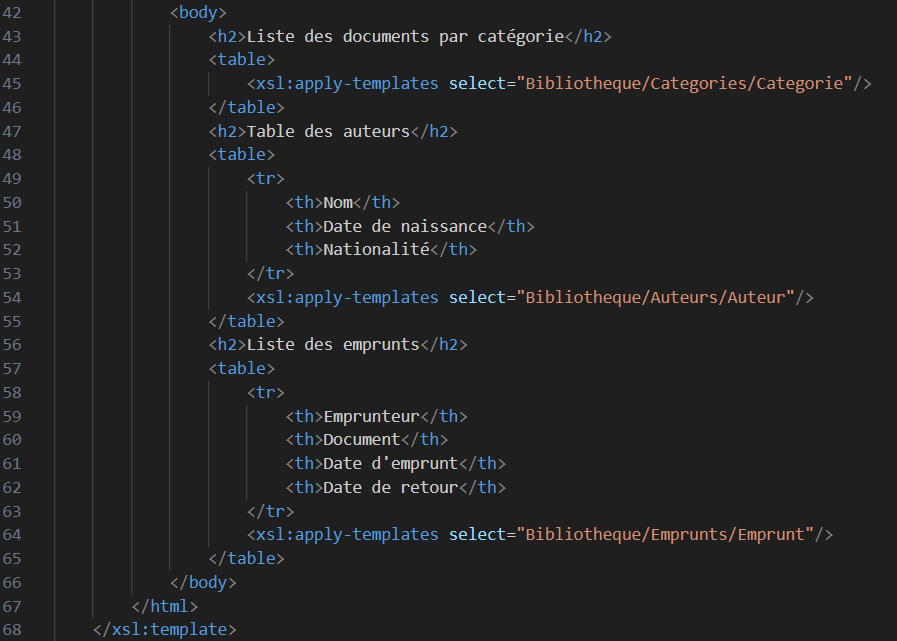 42 <body>
43 <h2>Liste des documents par catégorie</h2>
44 <table>
45 <xsl:apply-templates select="Bibliotheque/Categories/Categorie"/>
46 </table>
47 <h2>Table des auteurs</h2>
48 <table>
49 <tr>
50 <th>Nom</th>
51 <th>Date de naissance</th>
52 <th>Nationalité</th>
53 </tr>
54 <xsl:apply-templates select="Bibliotheque/Auteurs/Auteur"/>
55 </table>
56 <h2>Liste des emprunts</h2>
57 <table>
58 <tr>
59 <th>Emprunteur</th>
60 <th>Document</th>
61 <th>Date d'emprunt</th>
62 <th>Date de retour</th>
63 </tr>
64 <xsl:apply-templates select="Bibliotheque/Emprunts/Emprunt"/>
65 </table>
66 </body>
67 </html>
68 </xsl:template>